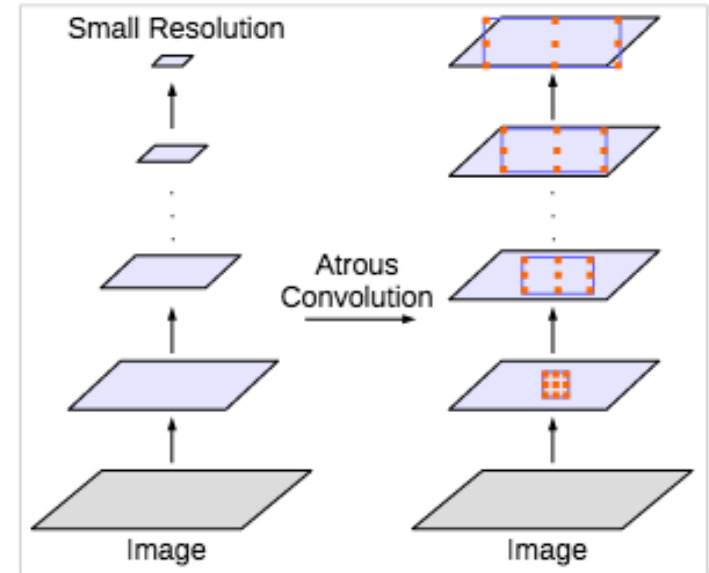 Small Resolution
Atrous
Convolution
Image
Image